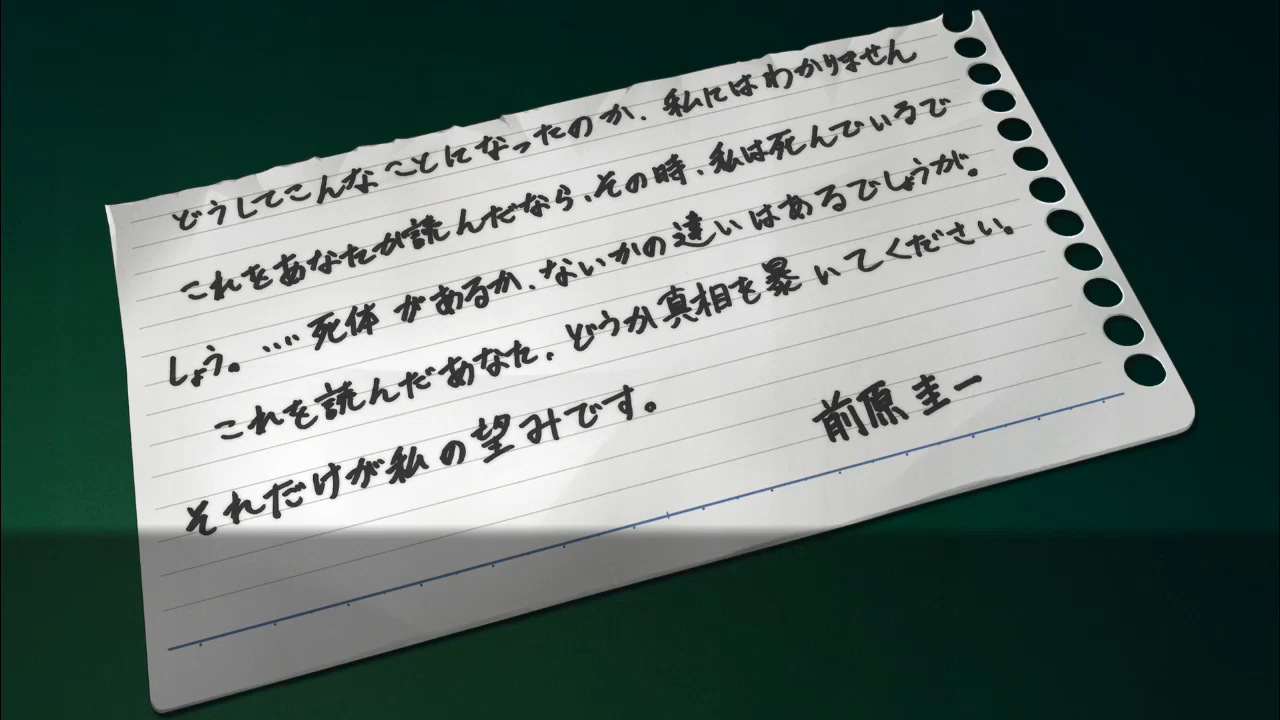 どうしてこんなことになったのか、私にはわかりません
これをあなたが読んだなら、その時、私は死んでいるで
しょう。…死体があるか、ないかの違いはあるでしょうが。
これを読んだあなた、どうか真相を暴いてください。
それだけが私の望みです。
前原圭一